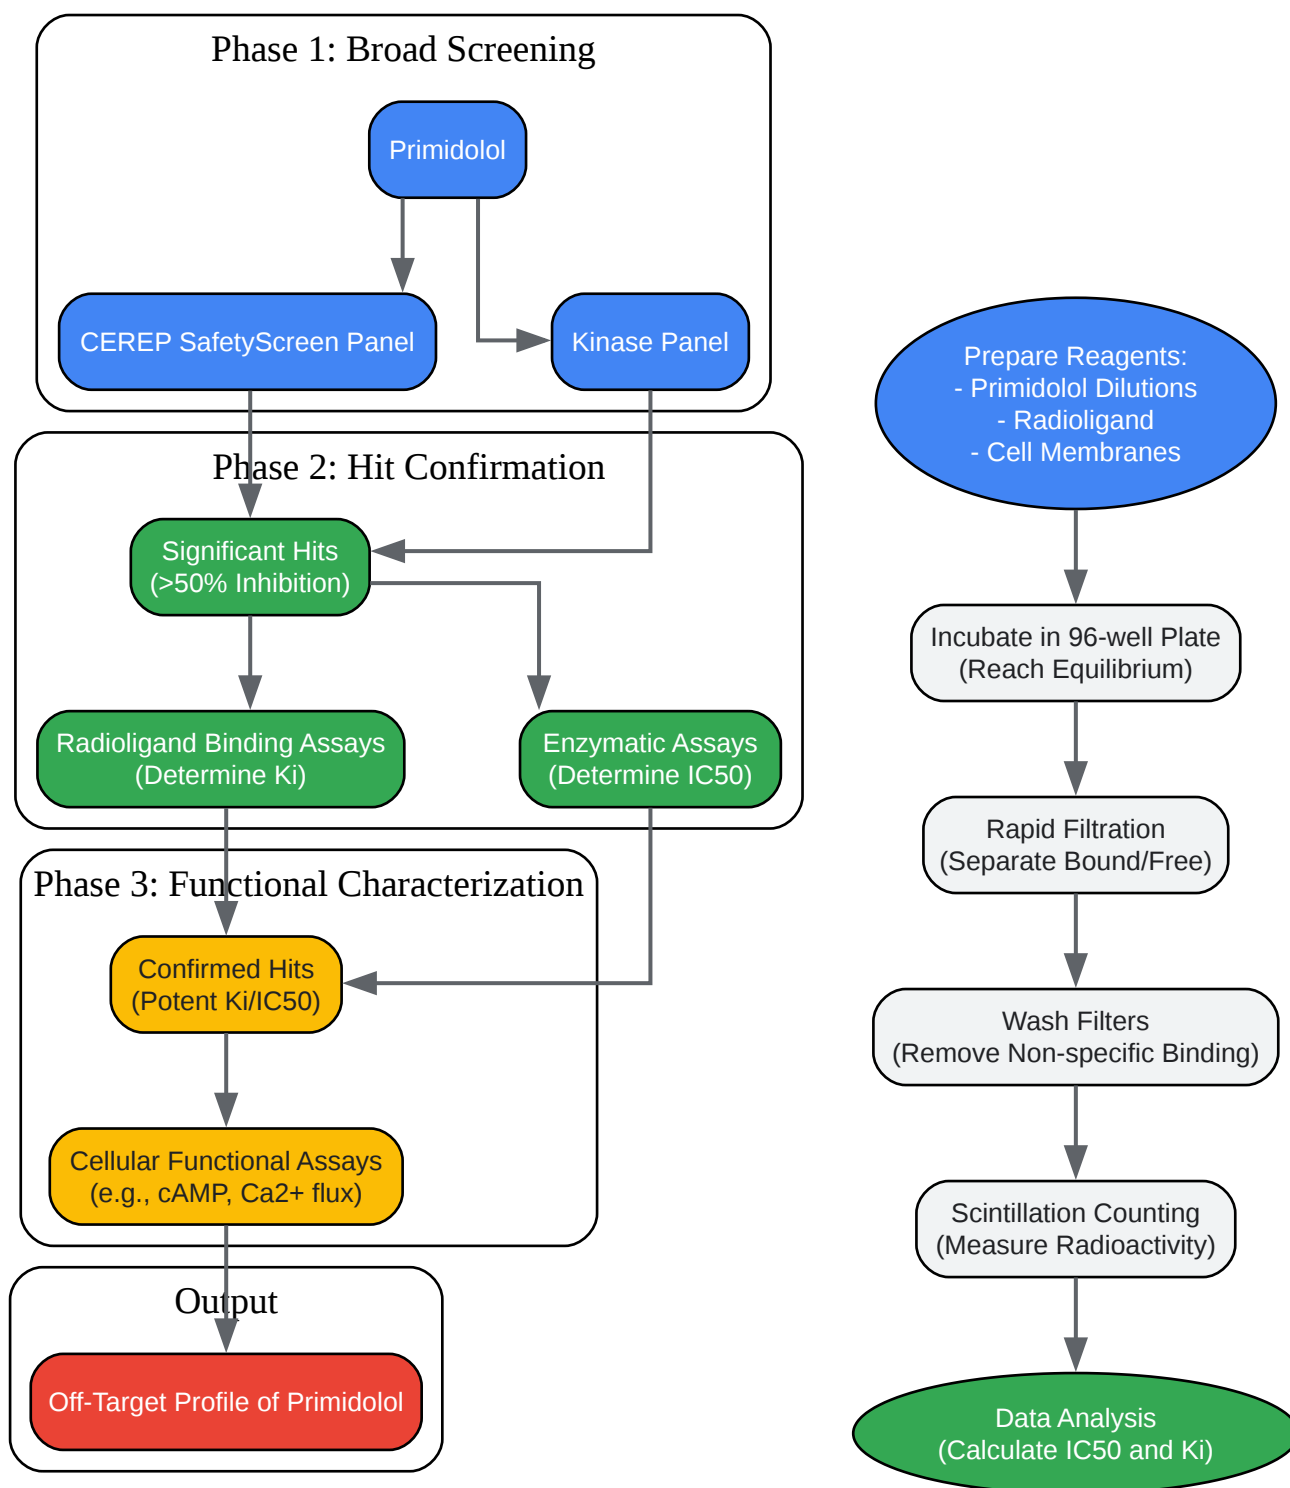 Phase 1: Broad Screening
Primidolol
CEREP SafetyScreen Panel
Kinase Panel
Phase 2: Hit Confirmation
Significant Hits
(>50% Inhibition)
Radioligand Binding Assays
(Determine Ki)
Enzymatic Assays
(Determine IC50)
Phase 3: Functional Characterization
Confirmed Hits
(Potent Ki/IC50)
Cellular Functional Assays
(e.g., cAMP, Ca2+ flux)
Output
Off-Target Profile of Primidolol
Prepare Reagents:
- Primidolol Dilutions
- Radioligand
- Cell Membranes
Incubate in 96-well Plate
(Reach Equilibrium)
Rapid Filtration
(Separate Bound/Free)
Wash Filters
(Remove Non-specific Binding)
Scintillation Counting
(Measure Radioactivity)
Data Analysis
(Calculate IC50 and Ki)